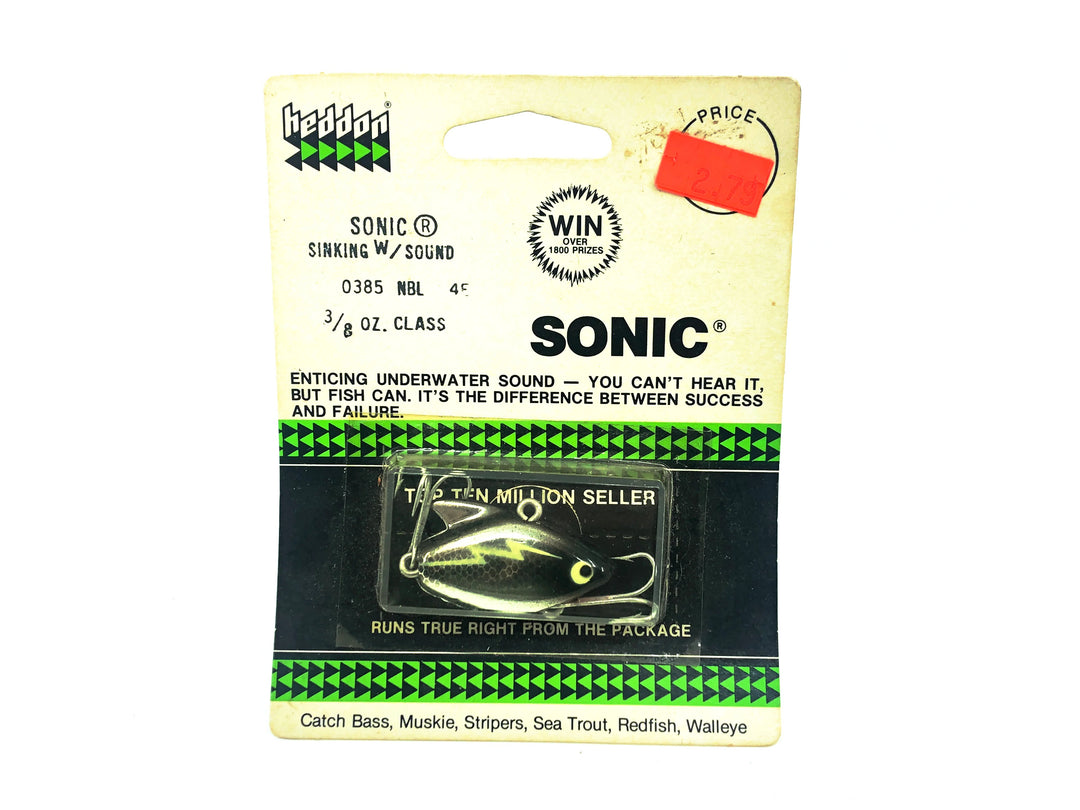 heddon®
PRICE
2.79
SONIC ®
SINKING W/SOUND
0385 NBL
3/8 OZ. CLASS
WIN
OVER
1800 PRIZES
SONIC®
ENTICING UNDERWATER SOUND — YOU CAN'T HEAR IT,
BUT FISH CAN. IT'S THE DIFFERENCE BETWEEN SUCCESS
AND FAILURE.
TOP TEN MILLION SELLER
RUNS TRUE RIGHT FROM THE PACKAGE
Catch Bass, Muskie, Stripers, Sea Trout, Redfish, Walleye